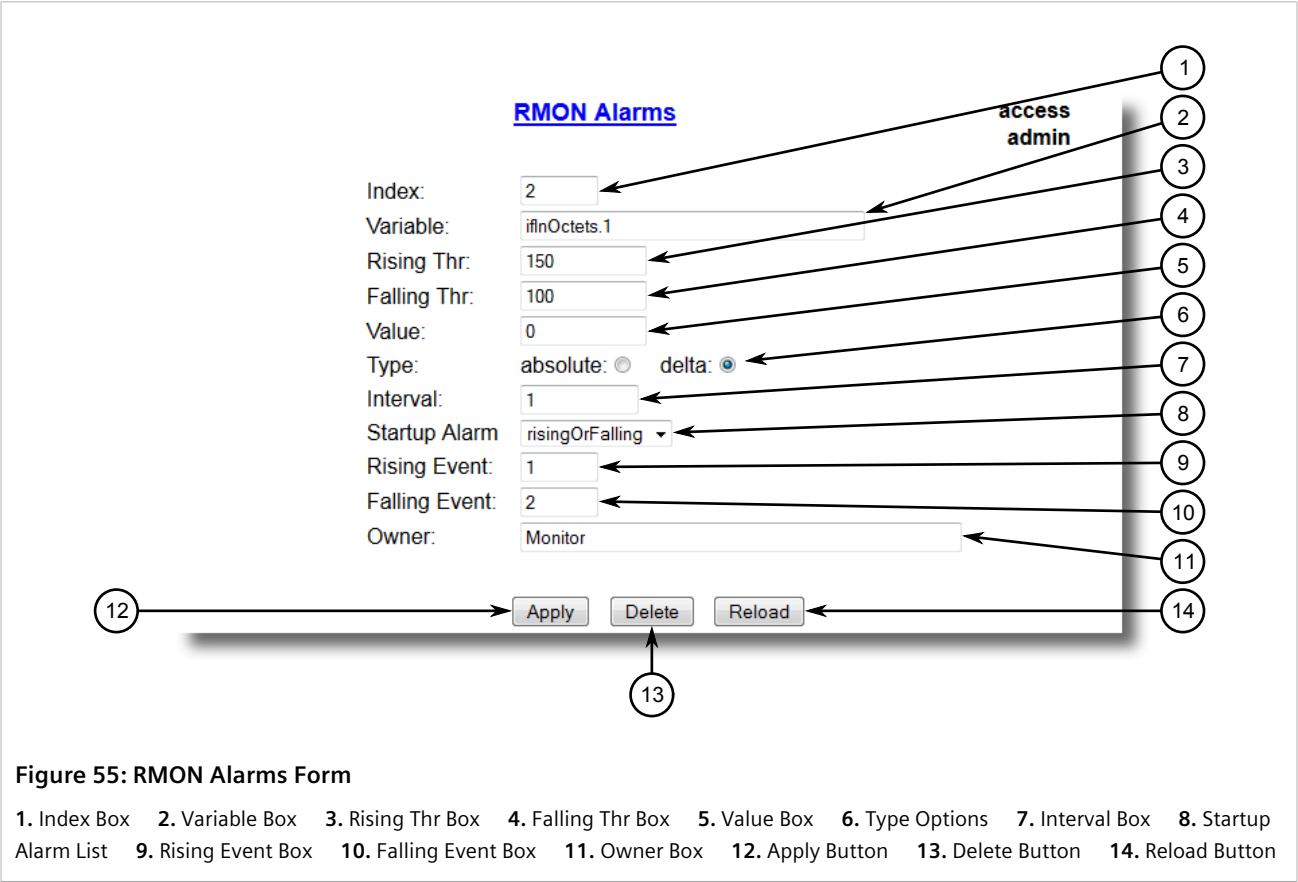 1
RMON Alarms
access
admin
2
3
Index: 2
Variable: ifInOctets.1
4
Rising Thr: 150
5
Falling Thr: 100
6
Value: 0
Type: absolute: delta:
7
Interval: 1
8
Startup Alarm risingOrFalling
9
Rising Event: 1
10
Falling Event: 2
11
Owner: Monitor
12
Apply Delete Reload
14
13
Figure 55: RMON Alarms Form
1. Index Box 2. Variable Box 3. Rising Thr Box 4. Falling Thr Box 5. Value Box 6. Type Options 7. Interval Box 8. Startup
Alarm List 9. Rising Event Box 10. Falling Event Box 11. Owner Box 12. Apply Button 13. Delete Button 14. Reload Button